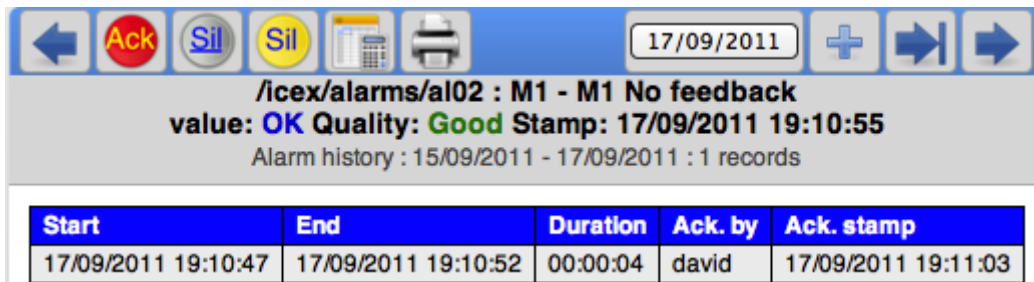 Ack Sil Sil 17/09/2011
/icex/alarms/al02 : M1 - M1 No feedback
value: OK Quality: Good Stamp: 17/09/2011 19:10:55
Alarm history : 15/09/2011 - 17/09/2011 : 1 records
Start End Duration Ack. by Ack. stamp
17/09/2011 19:10:47 17/09/2011 19:10:52 00:00:04 david 17/09/2011 19:11:03